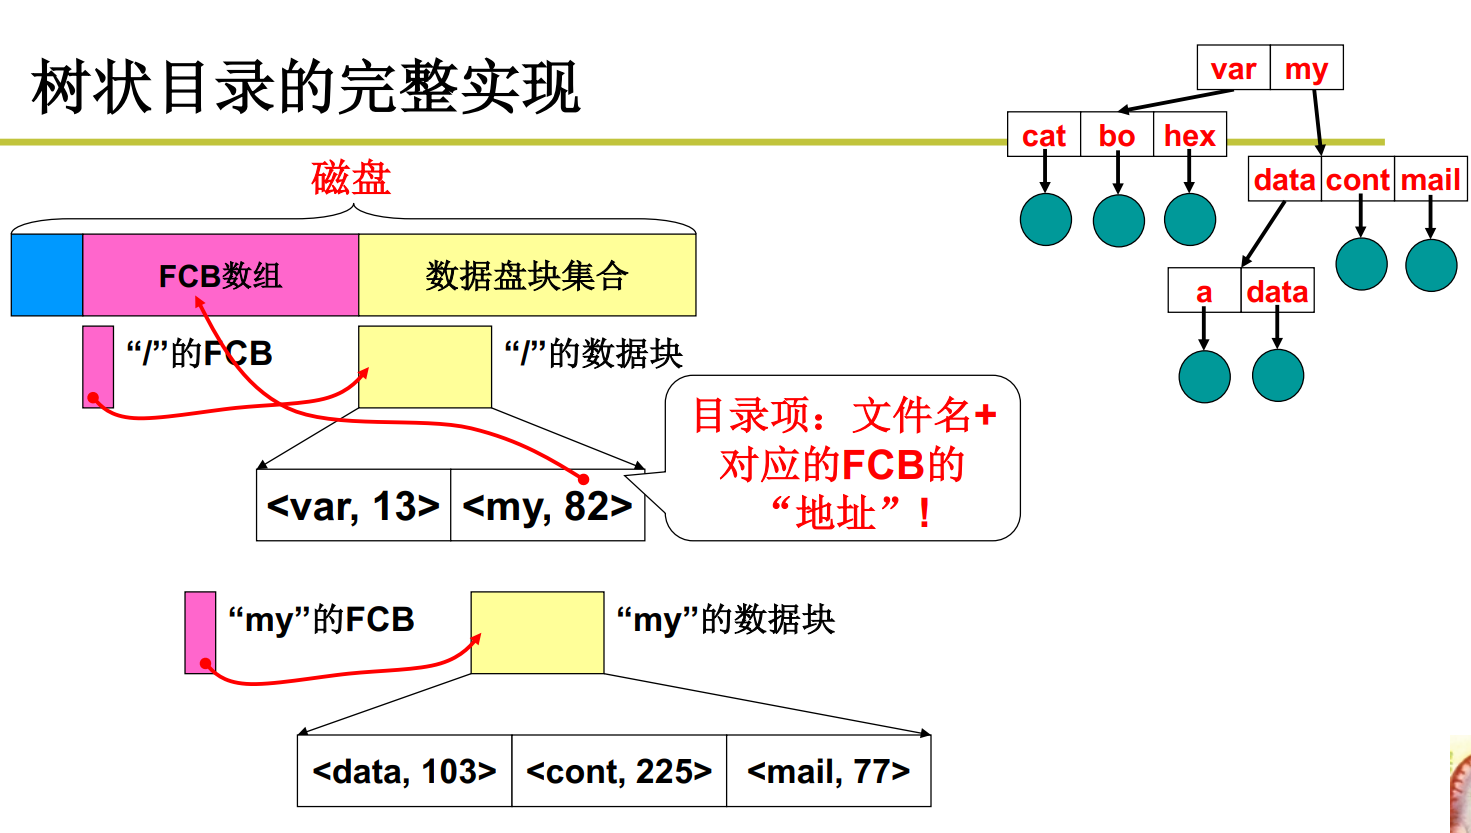 树状目录的完整实现
var my
cat bo hex
data cont mail
a data
磁盘
FCB数组 数据盘块集合
“/”的FCB “/”的数据块
目录项：文件名+
对应的FCB的
“地址”！
<var, 13> <my, 82>
“my”的FCB “my”的数据块
<data, 103> <cont, 225> <mail, 77>